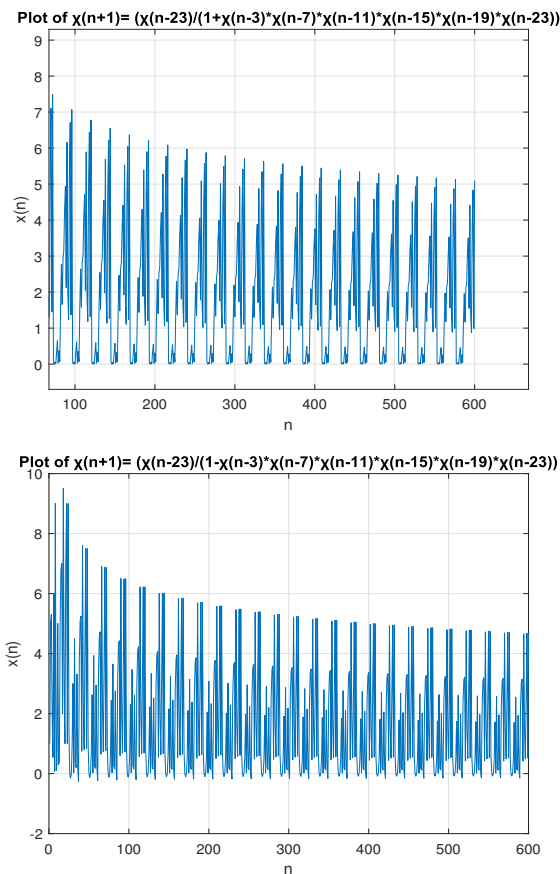 Plot of χ(n+1)= (χ(n-23)/(1+χ(n-3)*χ(n-7)*χ(n-11)*χ(n-15)*χ(n-19)*χ(n-23))
9
8
7
6
5
4
3
2
1
0
x(n)
100 200 300 400 500 600
n
Plot of χ(n+1)= (χ(n-23)/(1-χ(n-3)*χ(n-7)*χ(n-11)*χ(n-15)*χ(n-19)*χ(n-23))
10
8
6
4
2
0
-2
x(n)
0 100 200 300 400 500 600
n